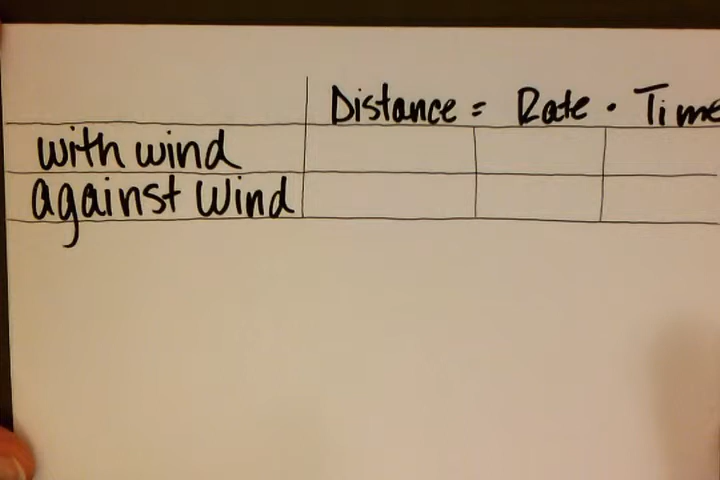 Distance = Rate • Time
with wind
against Wind